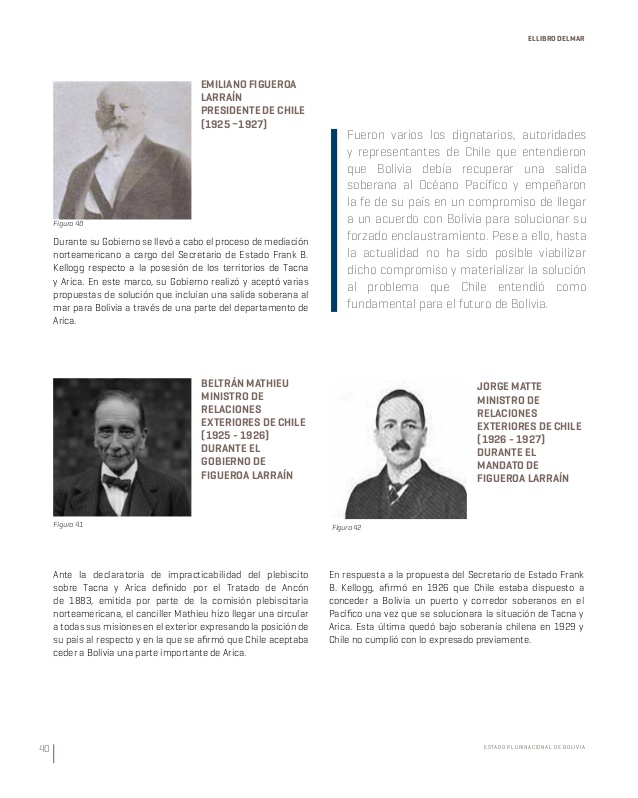 EL LIBRO DEL MAR
EMILIANO FIGUEROA
LARRAÍN
PRESIDENTE DE CHILE
(1925 –1927)
Figura 40
Durante su Gobierno se llevó a cabo el proceso de mediación
norteamericano a cargo del Secretario de Estado Frank B.
Kellogg respecto a la posesión de los territorios de Tacna
y Arica. En este marco, su Gobierno realizó y aceptó varias
propuestas de solución que incluían una salida soberana al
mar para Bolivia a través de una parte del departamento de
Arica.
Fueron varios los dignatarios, autoridades
y representantes de Chile que entendieron
que Bolivia debía recuperar una salida
soberana al Océano Pacífico y empeñaron
la fe de su país en un compromiso de llegar
a un acuerdo con Bolivia para solucionar su
forzado enclaustramiento. Pese a ello, hasta
la actualidad no ha sido posible viabilizar
dicho compromiso y materializar la solución
al problema que Chile entendió como
fundamental para el futuro de Bolivia.
BELTRÁN MATHIEU
MINISTRO DE
RELACIONES
EXTERIORES DE CHILE
(1925 - 1926)
DURANTE EL
GOBIERNO DE
FIGUEROA LARRAÍN
Figura 41
Ante la declaratoria de impracticabilidad del plebiscito
sobre Tacna y Arica definido por el Tratado de Ancón
de 1883, emitida por parte de la comisión plebiscitaria
norteamericana, el canciller Mathieu hizo llegar una circular
a todas sus misiones en el exterior expresando la posición de
su país al respecto y en la que se afirmó que Chile aceptaba
ceder a Bolivia una parte importante de Arica.
JORGE MATTE
MINISTRO DE
RELACIONES
EXTERIORES DE CHILE
(1926 - 1927)
DURANTE EL
MANDATO DE
FIGUEROA LARRAÍN
Figura 42
En respuesta a la propuesta del Secretario de Estado Frank
B. Kellogg, afirmó en 1926 que Chile estaba dispuesto a
conceder a Bolivia un puerto y corredor soberanos en el
Pacífico una vez que se solucionara la situación de Tacna y
Arica. Esta última quedó bajo soberanía chilena en 1929 y
Chile no cumplió con lo expresado previamente.
40
ESTADO PLURINACIONAL DE BOLIVIA